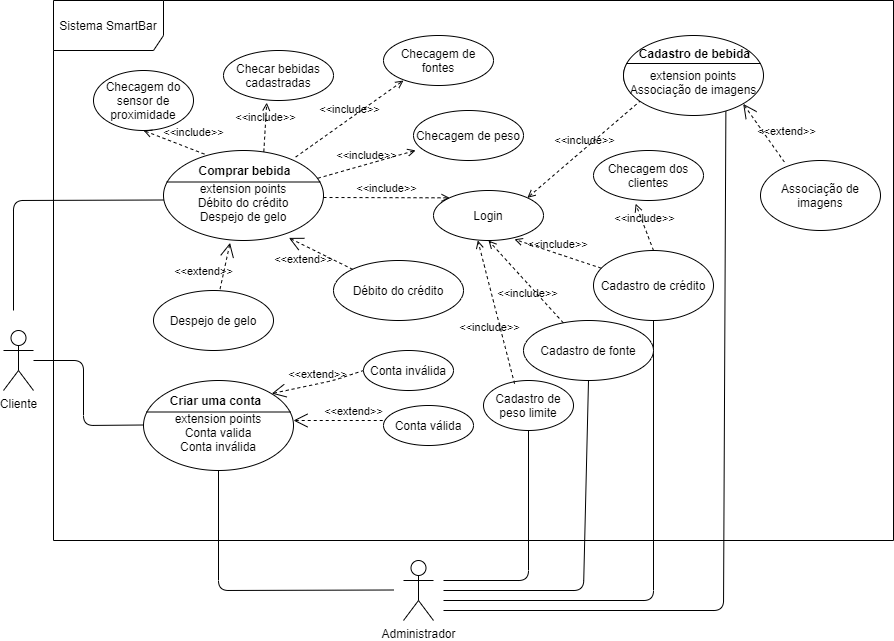 Sistema SmartBar
Checagem de
fontes
Cadastro de bebida
extension points
Associação de imagens
Checar bebidas
cadastradas
Checagem do
sensor de
proximidade
<<include>>
<<include>>
<<include>>
<<include>>
Checagem de peso
<<include>>
<<extend>>
Comprar bebida
extension points
Débito do crédito
Despejo de gelo
<<include>>
<<include>>
Checagem dos
clientes
Associação de
imagens
Login
<<include>>
<<include>>
<<extend>>
<<extend>>
Despejo de gelo
Débito do crédito
<<include>>
Cadastro de crédito
<<include>>
Cadastro de fonte
Cliente
Criar uma conta
extension points
Conta valida
Conta inválida
<<extend>>
Conta inválida
<<extend>>
Conta válida
Cadastro de
peso limite
Administrador